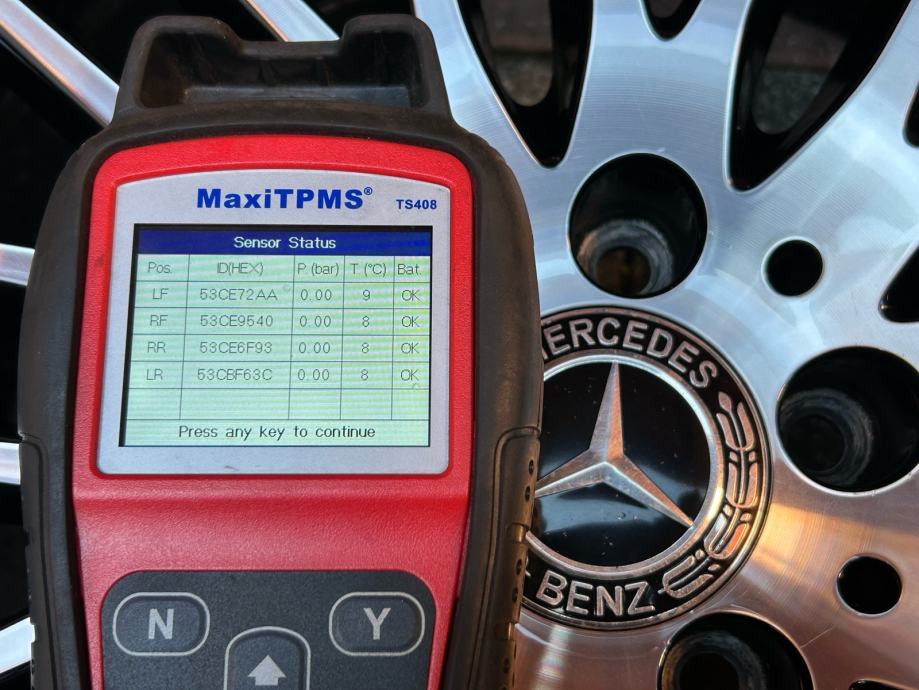 MaxiTPMS® TS408
Sensor Status
Pos. ID(HEX) P.(bar) T (°C) Bat.
LF 53CE72AA 0.00 9 OK
RF 53CE9540 0.00 8 OK
RR 53CE6F93 0.00 8 OK
LR 53CBF63C 0.00 8 OK
Press any key to continue
N Y
MERCEDES
BENZ